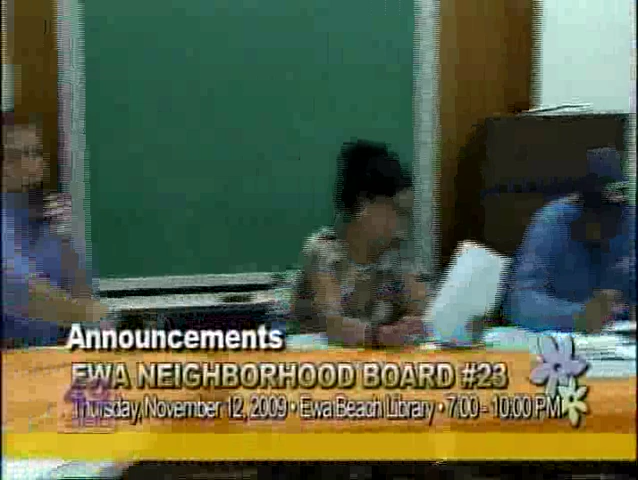 Announcements
EWA NEIGHBORHOOD BOARD #23
Thursday, November 12, 2009 • Ewa Beach Library • 7:00 - 10:00 PM